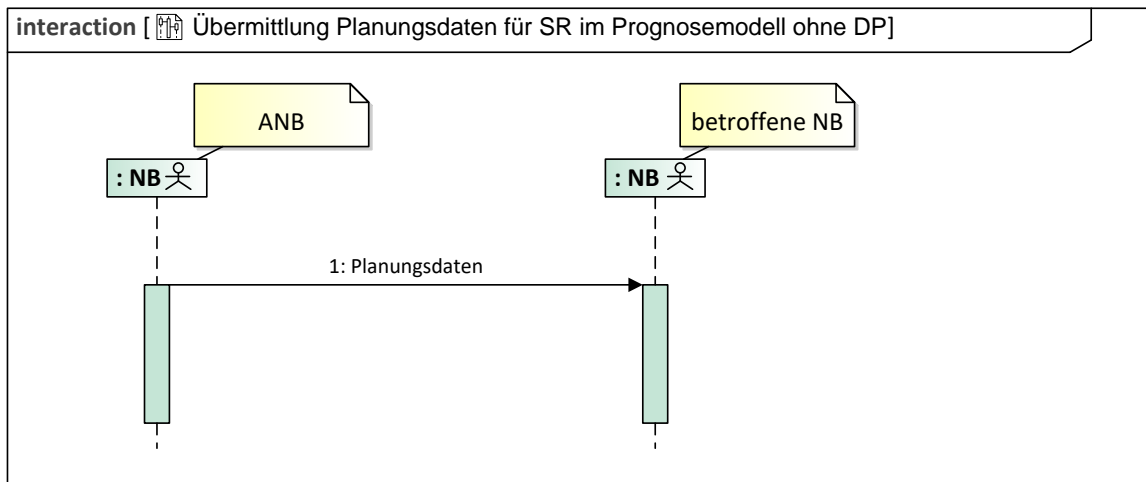 interaction [ Übermittlung Planungsdaten für SR im Prognosemodell ohne DP]
ANB
betroffene NB
: NB
: NB
1: Planungsdaten